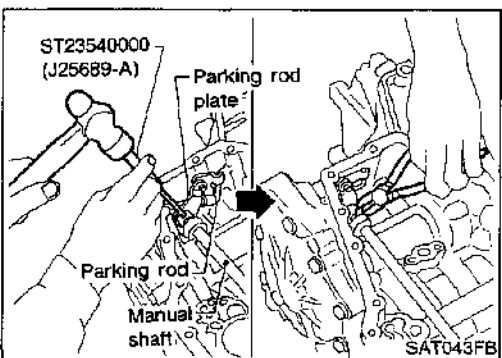 ST23540000
(J25689-A)
Parking rod
plate
Parking rod
Manual
shaft
SAT043FB